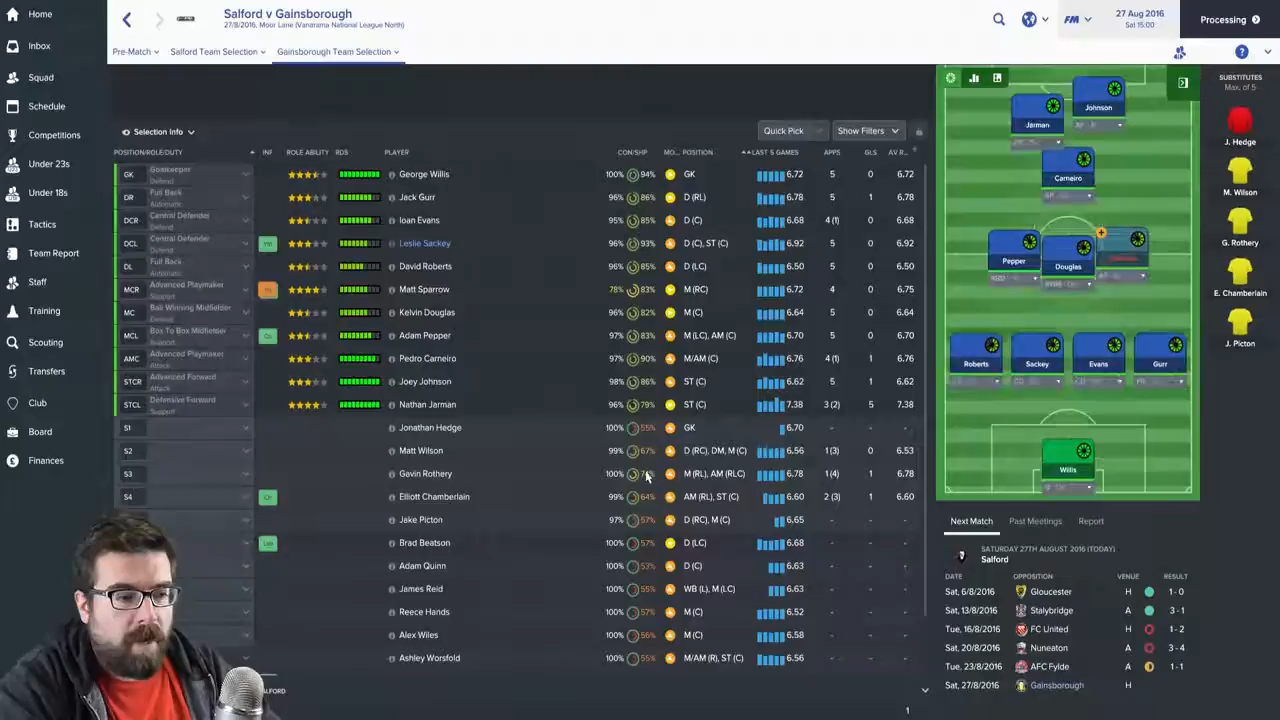 Home
Inbox
Squad
Schedule
Competitions
Under 23s
Under 18s
Tactics
Team Report
Staff
Training
Scouting
Transfers
Club
Board
Finances
Salford v Gainsborough
27/8/2016, Moor Lane (Vanarama National League North)
FM
27 Aug 2016
Sat 15:00
Processing
Pre-Match
Salford Team Selection
Gainsborough Team Selection
Selection Info
Quick Pick
Show Filters
POSITION/ROLE/DUTY INF ROLE ABILITY RDS PLAYER CON/SHP MO... POSITION LAST 5 GAMES APPS GLS AV R...
GK Goalkeeper Defend George Willis 100% 94% GK 6.72 5 0 6.72
DR Full Back Automatic Jack Gurr 96% 86% D (RL) 6.78 5 0 6.78
DCR Central Defender Defend Ioan Evans 96% 85% D (C) 6.68 4 (1) 0 6.68
DCL Central Defender Defend Leslie Sackey 96% 93% D (C), ST (C) 6.92 5 0 6.92
DL Full Back Automatic David Roberts 96% 85% D (LC) 6.50 5 0 6.50
MCR Advanced Playmaker Support Matt Sparrow 78% 83% M (RC) 6.72 4 0 6.75
MC Ball Winning Midfielder Defend Kelvin Douglas 96% 82% M (C) 6.64 5 0 6.64
MCL Box To Box Midfielder Support Adam Pepper 97% 83% M (LC), AM (C) 6.70 5 0 6.70
AMC Advanced Playmaker Attack Pedro Carneiro 97% 90% M/AM (C) 6.76 4 (1) 1 6.76
STCR Advanced Forward Attack Joey Johnson 98% 86% ST (C) 6.62 5 1 6.62
STCL Defensive Forward Support Nathan Jarman 96% 79% ST (C) 7.38 3 (2) 5 7.38
S1 Jonathan Hedge 100% 55% GK 6.70 - - -
S2 Matt Wilson 99% 67% D (RC), DM, M (C) 6.56 1 (3) 0 6.53
S3 Gavin Rothery 100% M (RL), AM (RLC) 6.78 1 (4) 1 6.78
S4 Elliott Chamberlain 99% 64% AM (RL), ST (C) 6.60 2 (3) 1 6.60
Jake Picton 97% 57% D (RC), M (C) 6.65 - - -
Brad Beatson 100% 57% D (LC) 6.68 - - -
Adam Quinn 100% 53% D (C) 6.63 - - -
James Reid 100% 55% WB (L), M (LC) 6.63 - - -
Reece Hands 100% 57% M (C) 6.52 - - -
Alex Wiles 100% 56% M (C) 6.58 - - -
Ashley Worsfold 100% 55% M/AM (R), ST (C) 6.56 - - -
ALFORD
1
Johnson
Jarman
Carneiro
Pepper
Douglas
Roberts
Sackey
Evans
Gurr
Willis
SUBSTITUTES
Max. of 5
J. Hedge
M. Wilson
G. Rothery
E. Chamberlain
J. Picton
Next Match
Past Meetings
Report
SATURDAY 27TH AUGUST 2016 (TODAY)
Salford
DATE OPPOSITION VENUE RESULT
Sat, 6/8/2016 Gloucester H 1 - 0
Sat, 13/8/2016 Stalybridge A 3 - 1
Tue, 16/8/2016 FC United H 1 - 2
Sat, 20/8/2016 Nuneaton A 3 - 4
Tue, 23/8/2016 AFC Fylde A 1 - 1
Sat, 27/8/2016 Gainsborough H